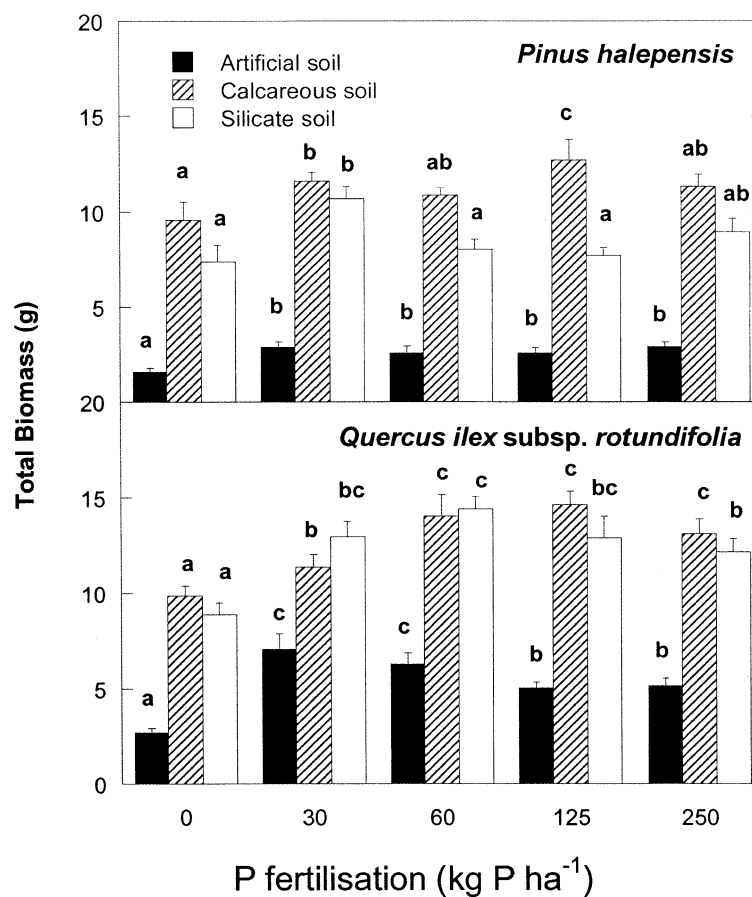 20
Pinus halepensis
Artificial soil
Calcareous soil
Silicate soil
15
10
5
a a a
b b b
b ab a
b c a
b ab ab
Total Biomass (g)
20
Quercus ilex subsp. rotundifolia
15
10
5
0
a a a
c b bc
c c c
b c bc
b c b
0 30 60 125 250
P fertilisation (kg P ha⁻¹)